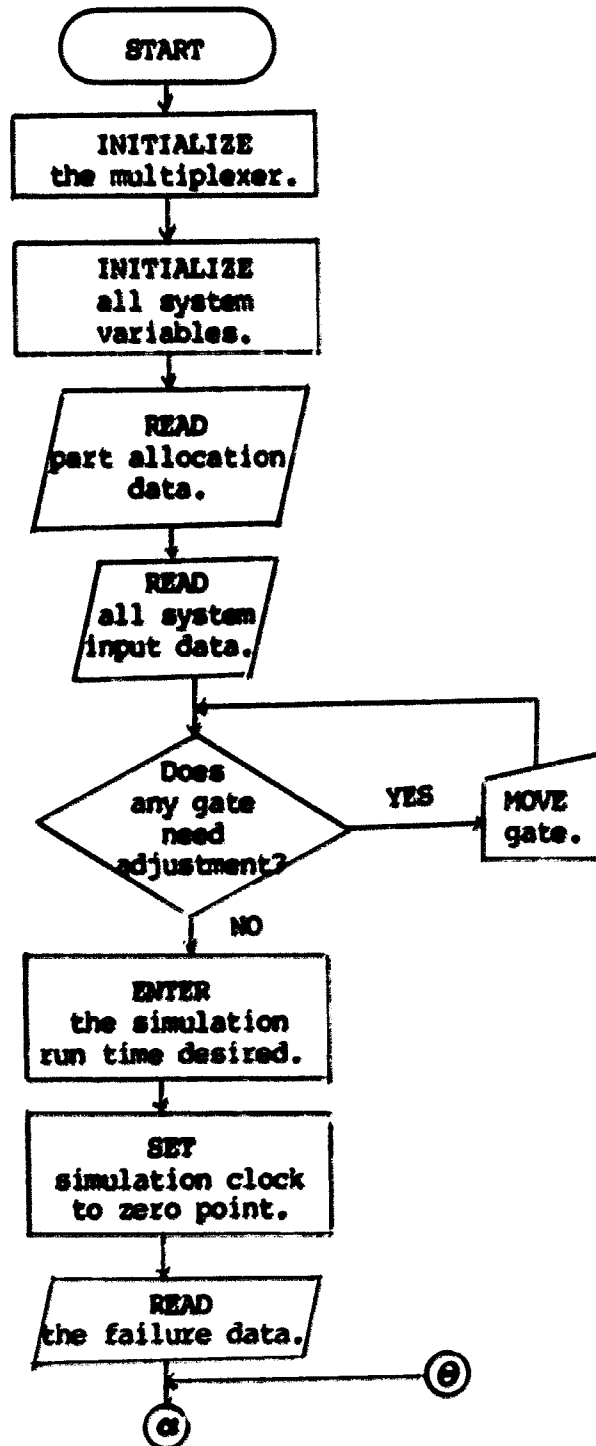 START
INITIALIZE
the multiplexer.
INITIALIZE
all system
variables.
READ
part allocation
data.
READ
all system
input data.
Does
any gate
need
adjustment?
YES
MOVE
gate.
NO
ENTER
the simulation
run time desired.
SET
simulation clock
to zero point.
READ
the failure data.
θ
α